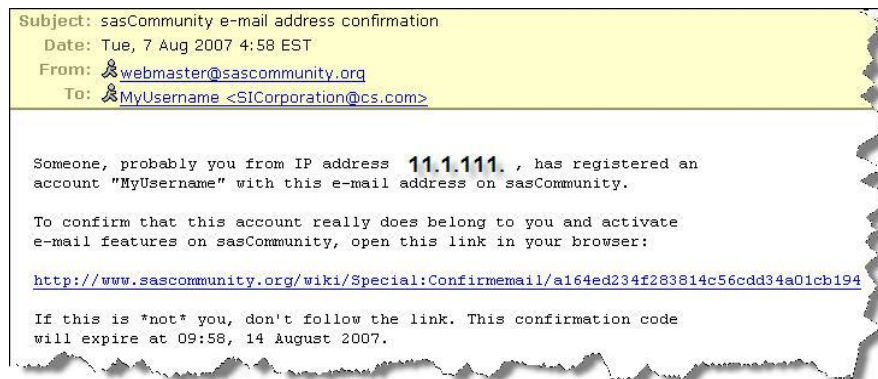 Subject: sasCommunity e-mail address confirmation
Date: Tue, 7 Aug 2007 4:58 EST
From: webmaster@sascommunity.org
To: MyUsername <SICorporation@cs.com>
Someone, probably you from IP address 11.1.111. , has registered an
account "MyUsername" with this e-mail address on sasCommunity.
To confirm that this account really does belong to you and activate
e-mail features on sasCommunity, open this link in your browser:
http://www.sascommunity.org/wiki/Special:Confirmemail/a164ed234f283814c56cdd34a01cb194
If this is *not* you, don't follow the link. This confirmation code
will expire at 09:58, 14 August 2007.